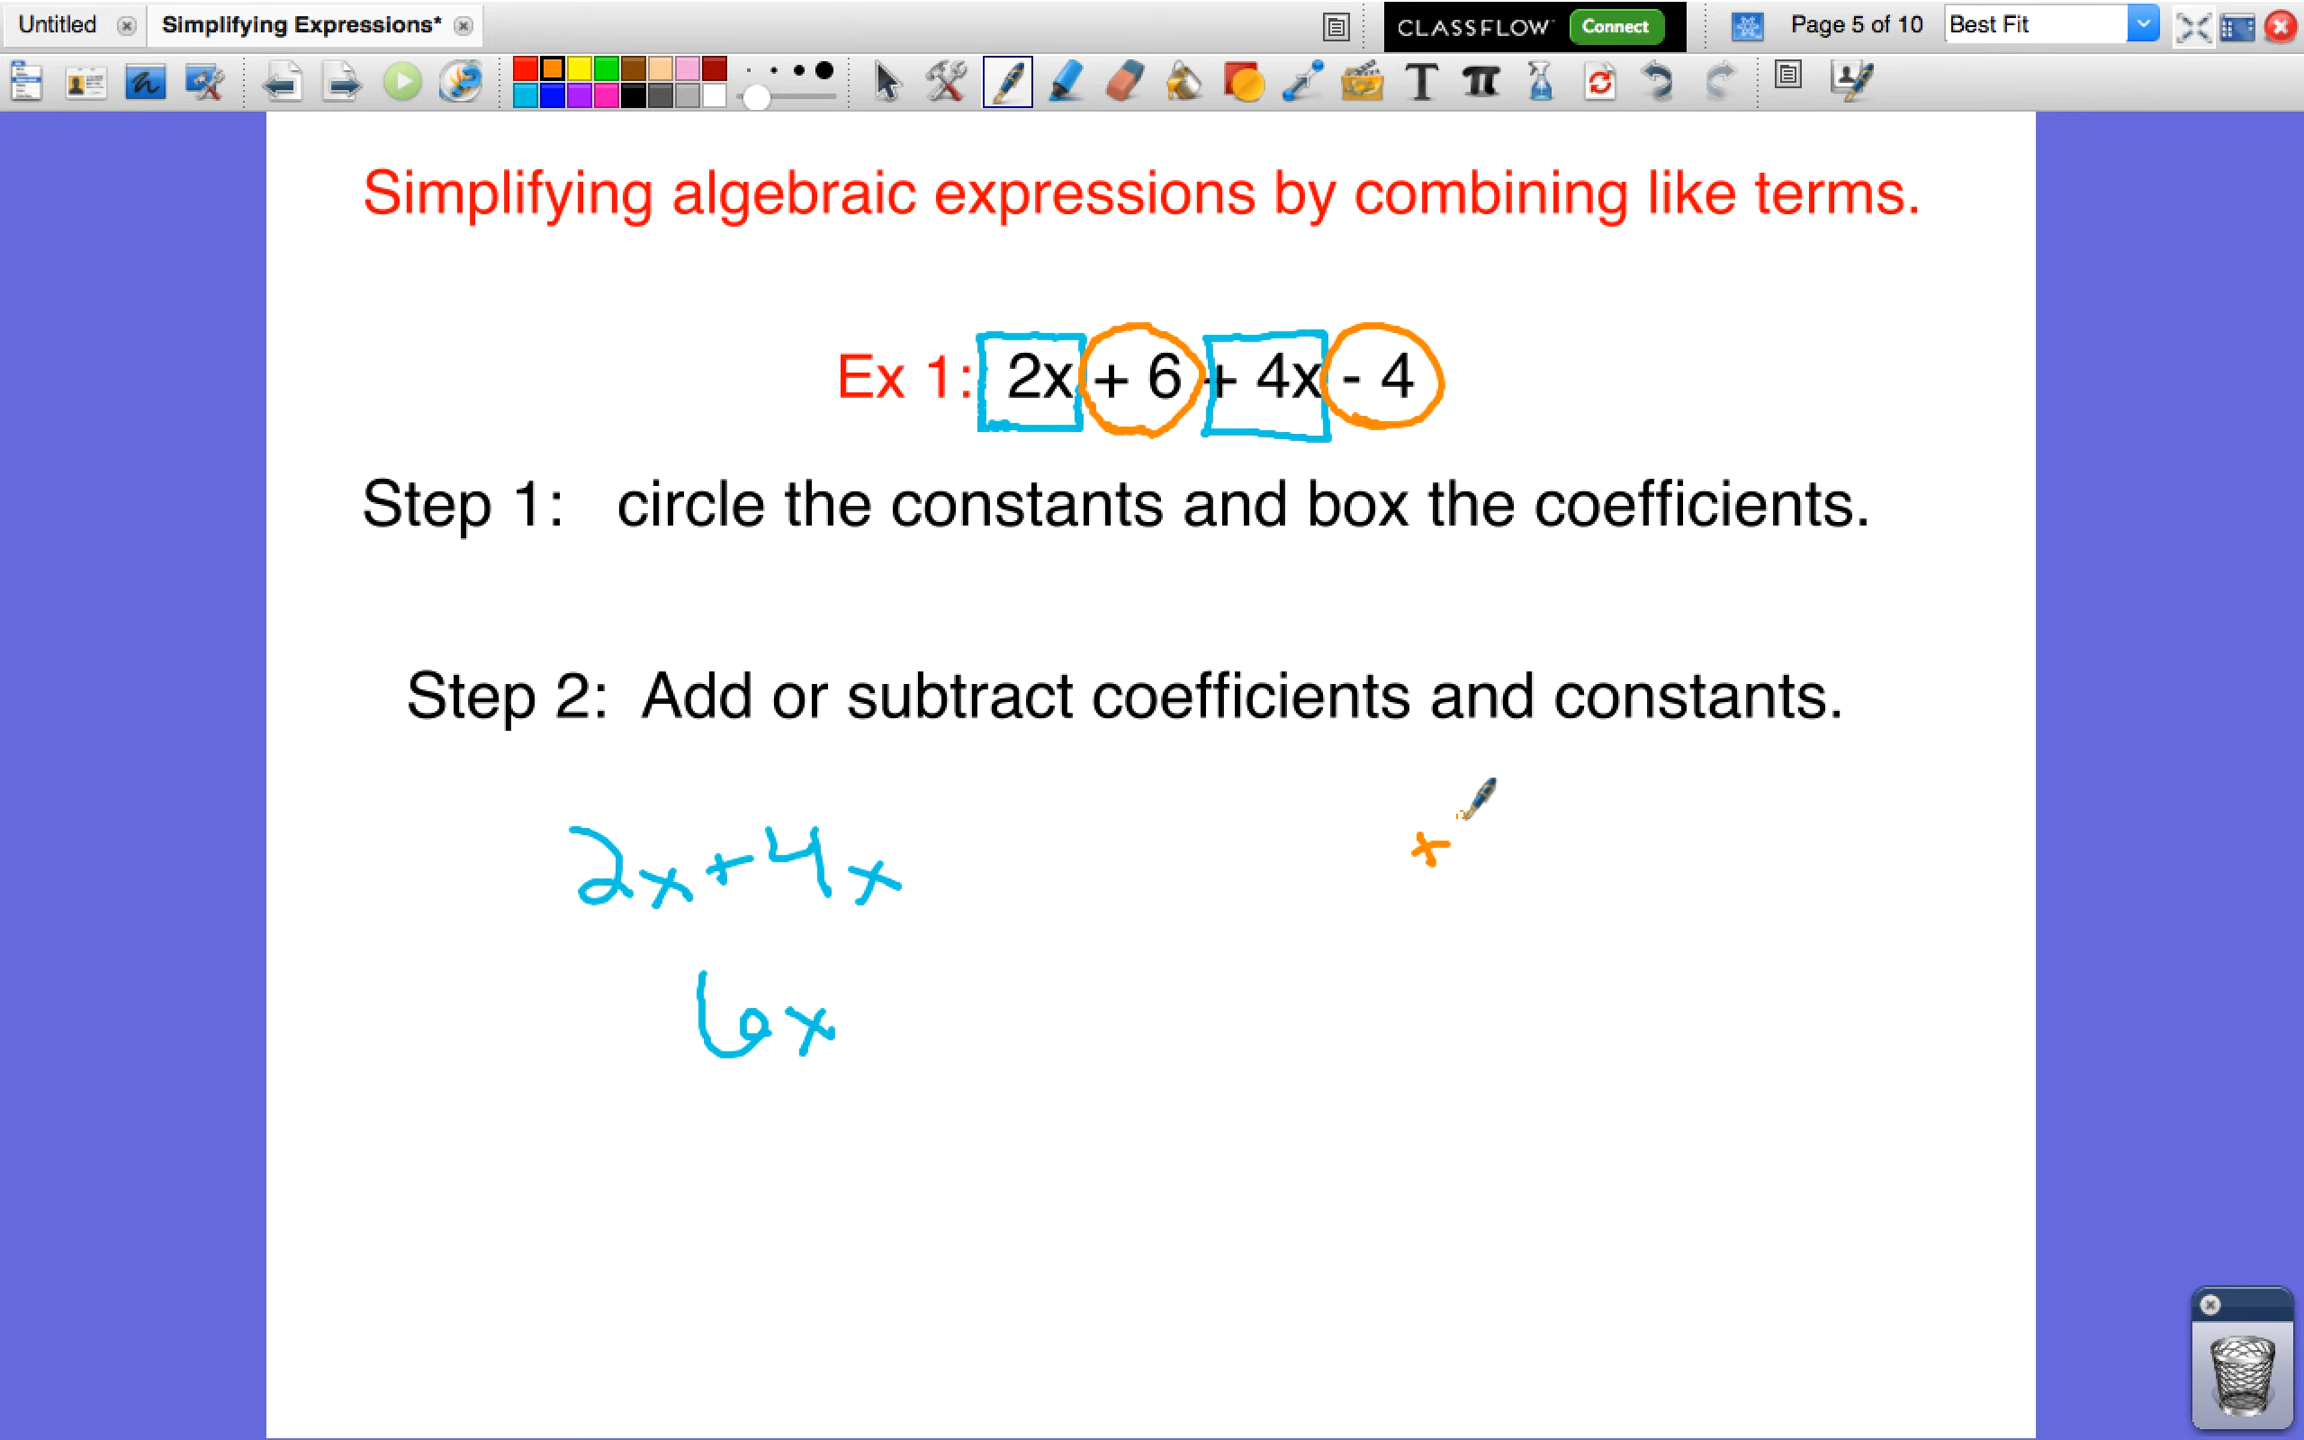 Untitled Simplifying Expressions* CLASSFLOW Connect Page 5 of 10 Best Fit
Simplifying algebraic expressions by combining like terms.
Ex 1: 2x + 6 + 4x - 4
Step 1: circle the constants and box the coefficients.
Step 2: Add or subtract coefficients and constants.
2x+4x +
6x